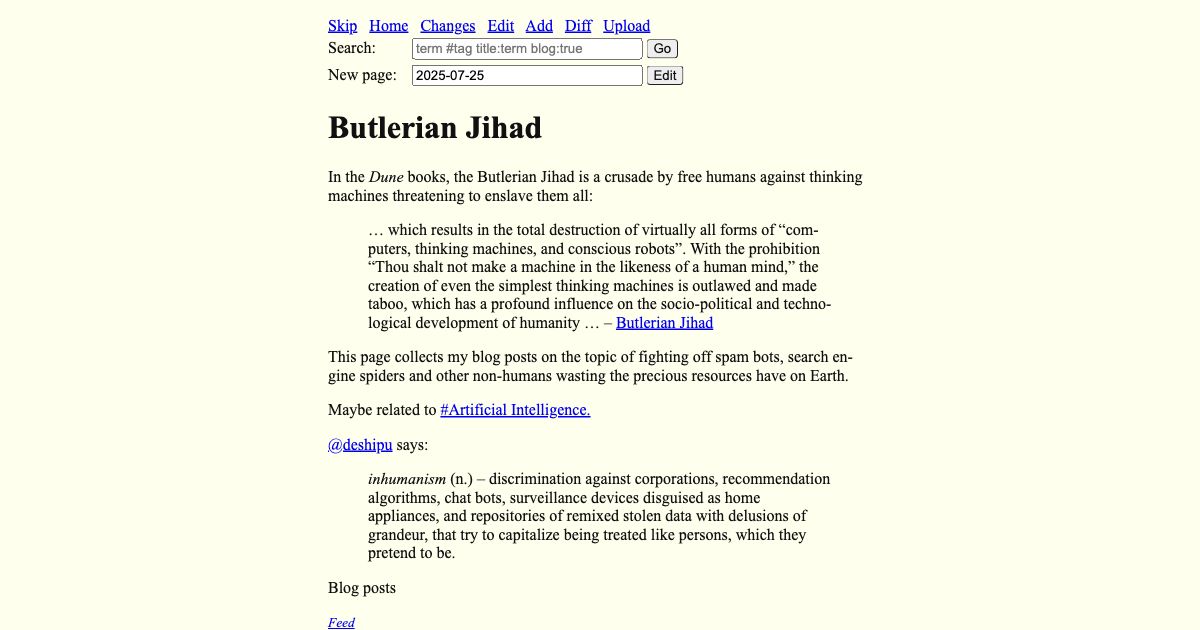 Skip Home Changes Edit Add Diff Upload
Search: term #tag title:term blog:true Go
New page: 2025-07-25 Edit
Butlerian Jihad
In the Dune books, the Butlerian Jihad is a crusade by free humans against thinking
machines threatening to enslave them all:
… which results in the total destruction of virtually all forms of “com-
puters, thinking machines, and conscious robots”. With the prohibition
“Thou shalt not make a machine in the likeness of a human mind,” the
creation of even the simplest thinking machines is outlawed and made
taboo, which has a profound influence on the socio-political and techno-
logical development of humanity … – Butlerian Jihad
This page collects my blog posts on the topic of fighting off spam bots, search en-
gine spiders and other non-humans wasting the precious resources have on Earth.
Maybe related to #Artificial Intelligence.
@deshipu says:
inhumanism (n.) – discrimination against corporations, recommendation
algorithms, chat bots, surveillance devices disguised as home
appliances, and repositories of remixed stolen data with delusions of
grandeur, that try to capitalize being treated like persons, which they
pretend to be.
Blog posts
Feed